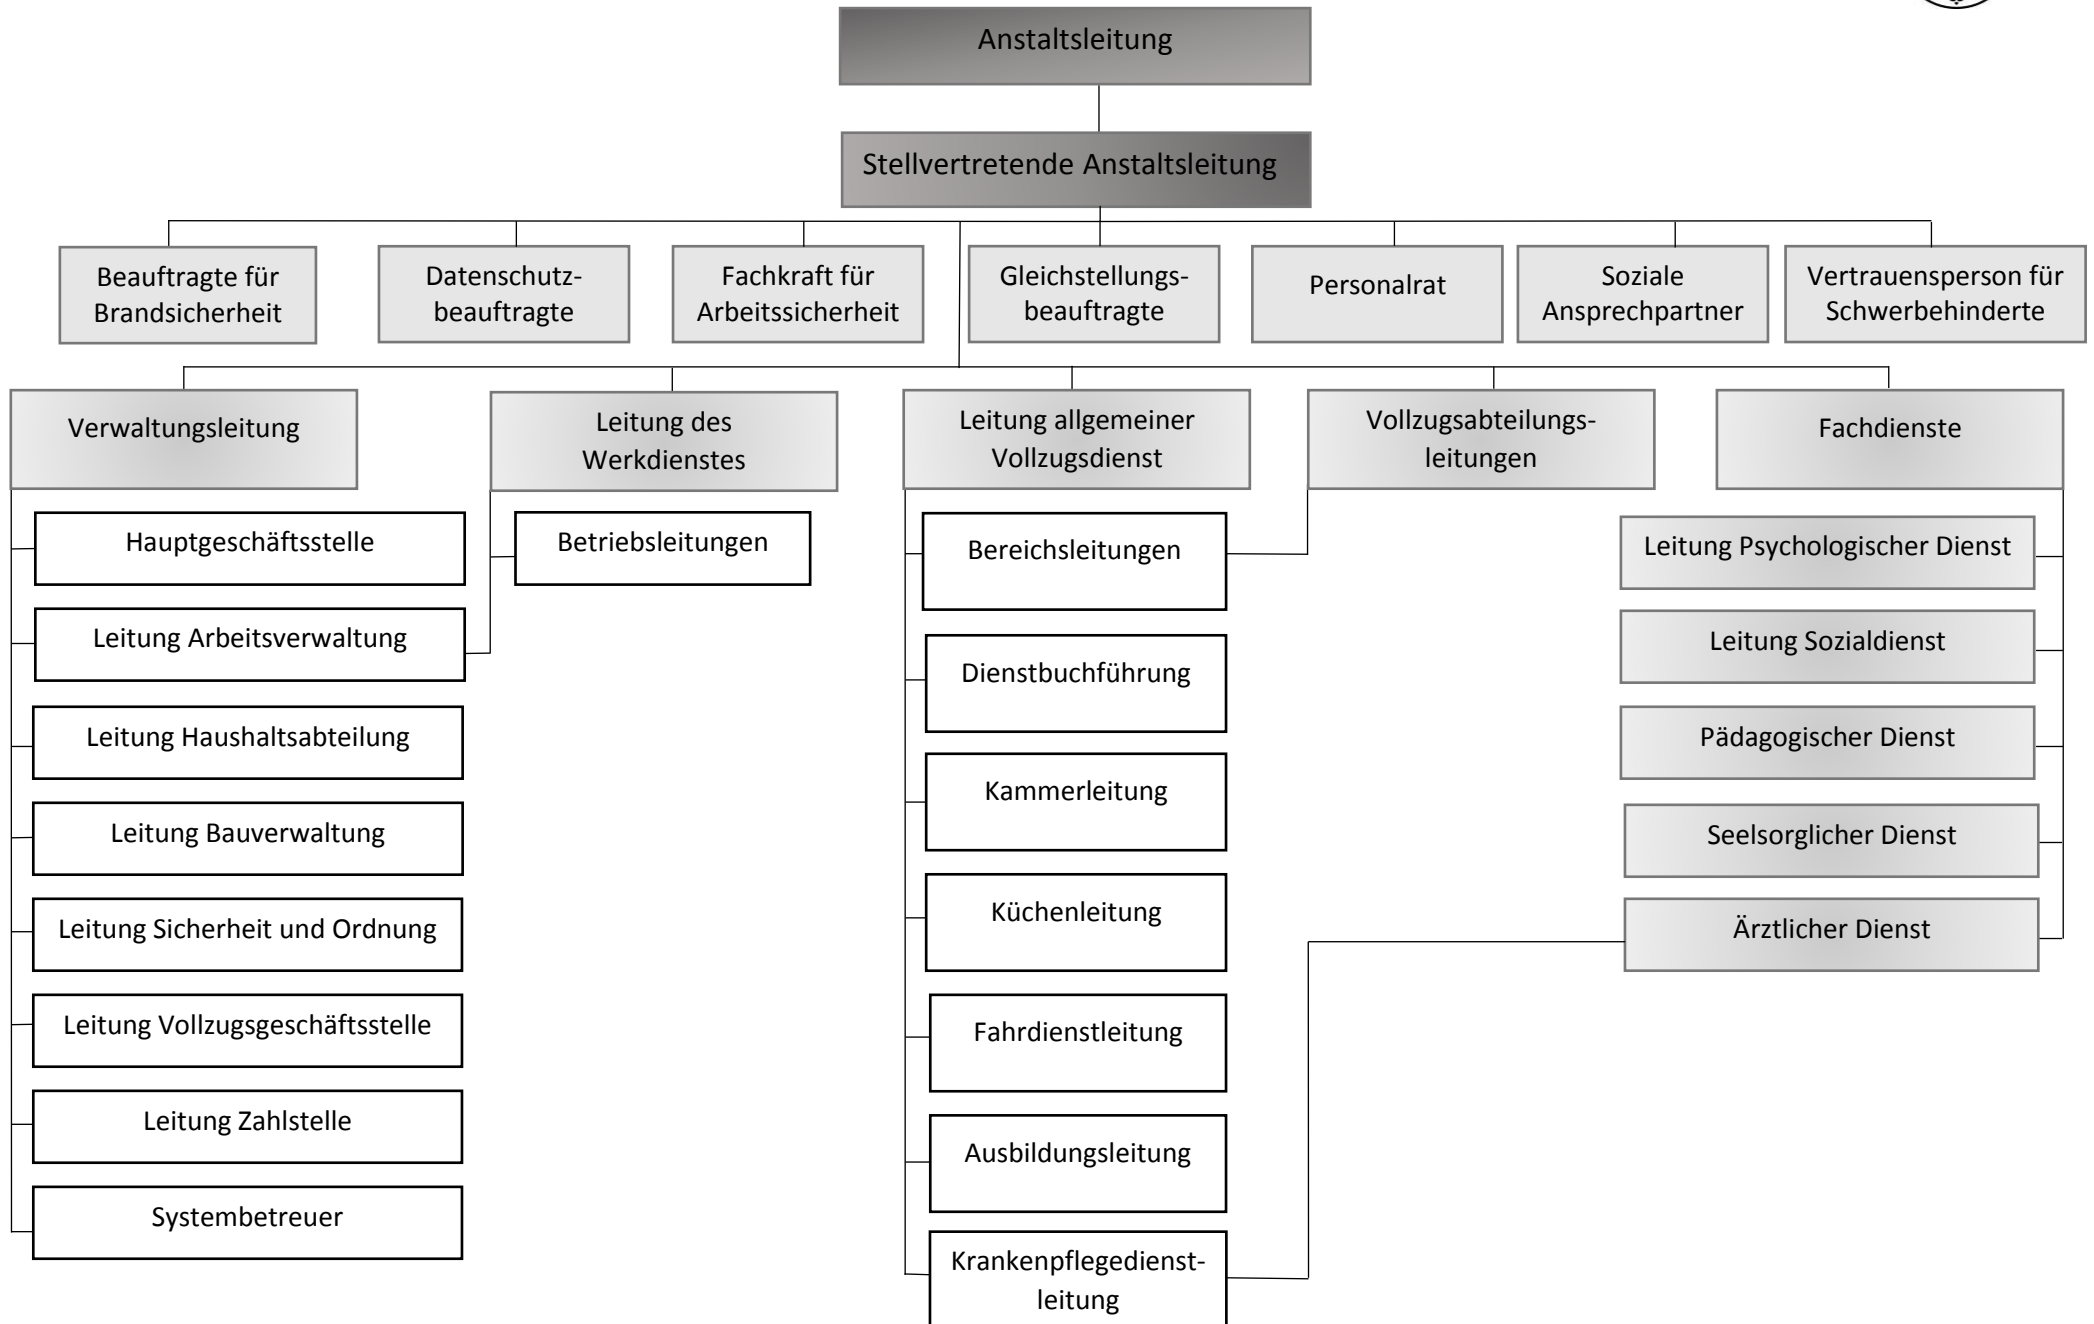 Anstaltsleitung
Stellvertretende Anstaltsleitung
Beauftragte für
Brandsicherheit
Datenschutz-
beauftragte
Fachkraft für
Arbeitssicherheit
Gleichstellungs-
beauftragte
Personalrat
Soziale
Ansprechpartner
Vertrauensperson für
Schwerbehinderte
Verwaltungsleitung
Leitung des
Werkdienstes
Leitung allgemeiner
Vollzugsdienst
Vollzugsabteilungs-
leitungen
Fachdienste
Hauptgeschäftsstelle
Leitung Arbeitsverwaltung
Leitung Haushaltsabteilung
Leitung Bauverwaltung
Leitung Sicherheit und Ordnung
Leitung Vollzugsgeschäftsstelle
Leitung Zahlstelle
Systembetreuer
Betriebsleitungen
Bereichsleitungen
Dienstbuchführung
Kammerleitung
Küchenleitung
Fahrdienstleitung
Ausbildungsleitung
Krankenpflegedienst-
leitung
Leitung Psychologischer Dienst
Leitung Sozialdienst
Pädagogischer Dienst
Seelsorglicher Dienst
Ärztlicher Dienst